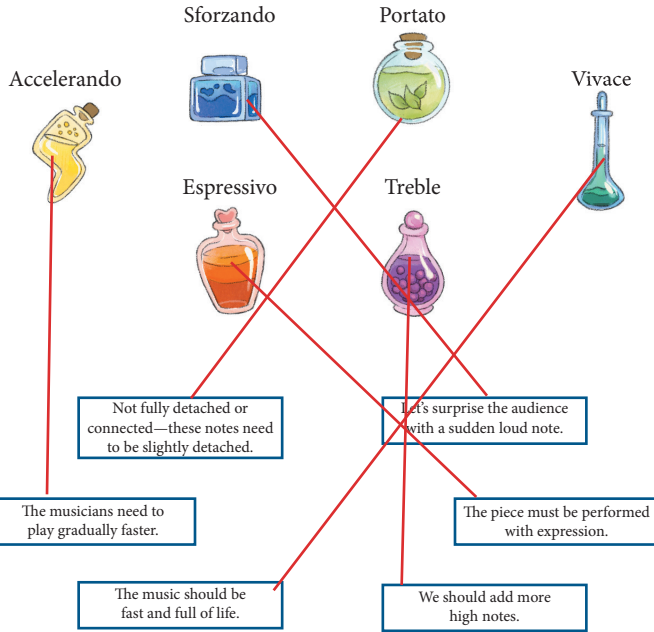 Sforzando
Portato
Accelerando
Vivace
Espressivo
Treble
Not fully detached or
connected—these notes need
to be slightly detached.
Let's surprise the audience
with a sudden loud note.
The musicians need to
play gradually faster.
The piece must be performed
with expression.
The music should be
fast and full of life.
We should add more
high notes.